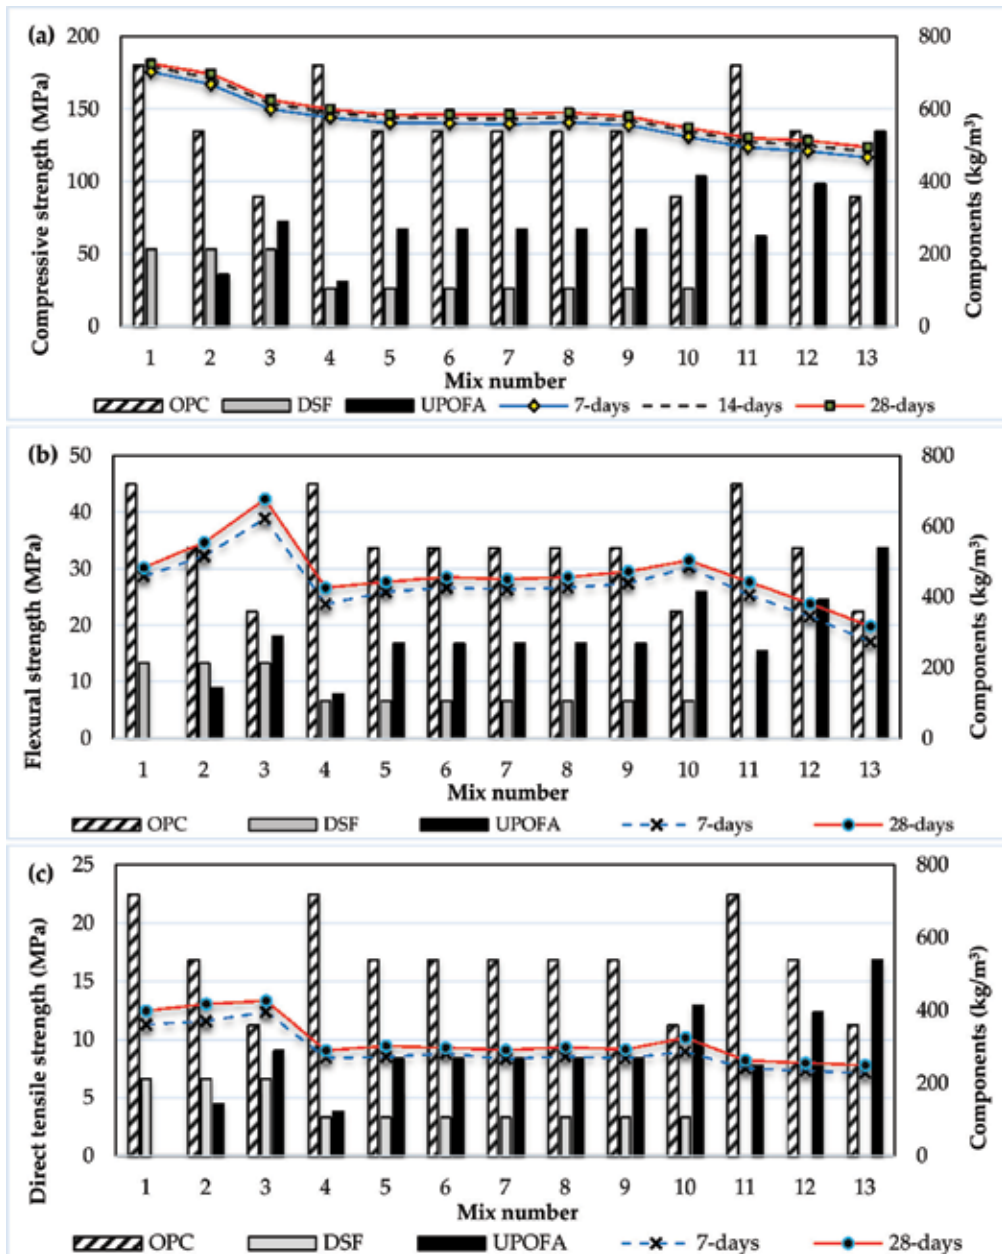 (a)
200
150
100
50
0
Compressive strength (MPa)
800
600
400
200
0
Components (kg/m³)
1 2 3 4 5 6 7 8 9 10 11 12 13
Mix number
OPC DSF UPOFA 7-days 14-days 28-days
(b)
50
40
30
20
10
0
Flexural strength (MPa)
800
600
400
200
0
Components (kg/m³)
1 2 3 4 5 6 7 8 9 10 11 12 13
Mix number
OPC DSF UPOFA 7-days 28-days
(c)
25
20
15
10
5
0
Direct tensile strength (MPa)
800
600
400
200
0
Components (kg/m³)
1 2 3 4 5 6 7 8 9 10 11 12 13
Mix number
OPC DSF UPOFA 7-days 28-days